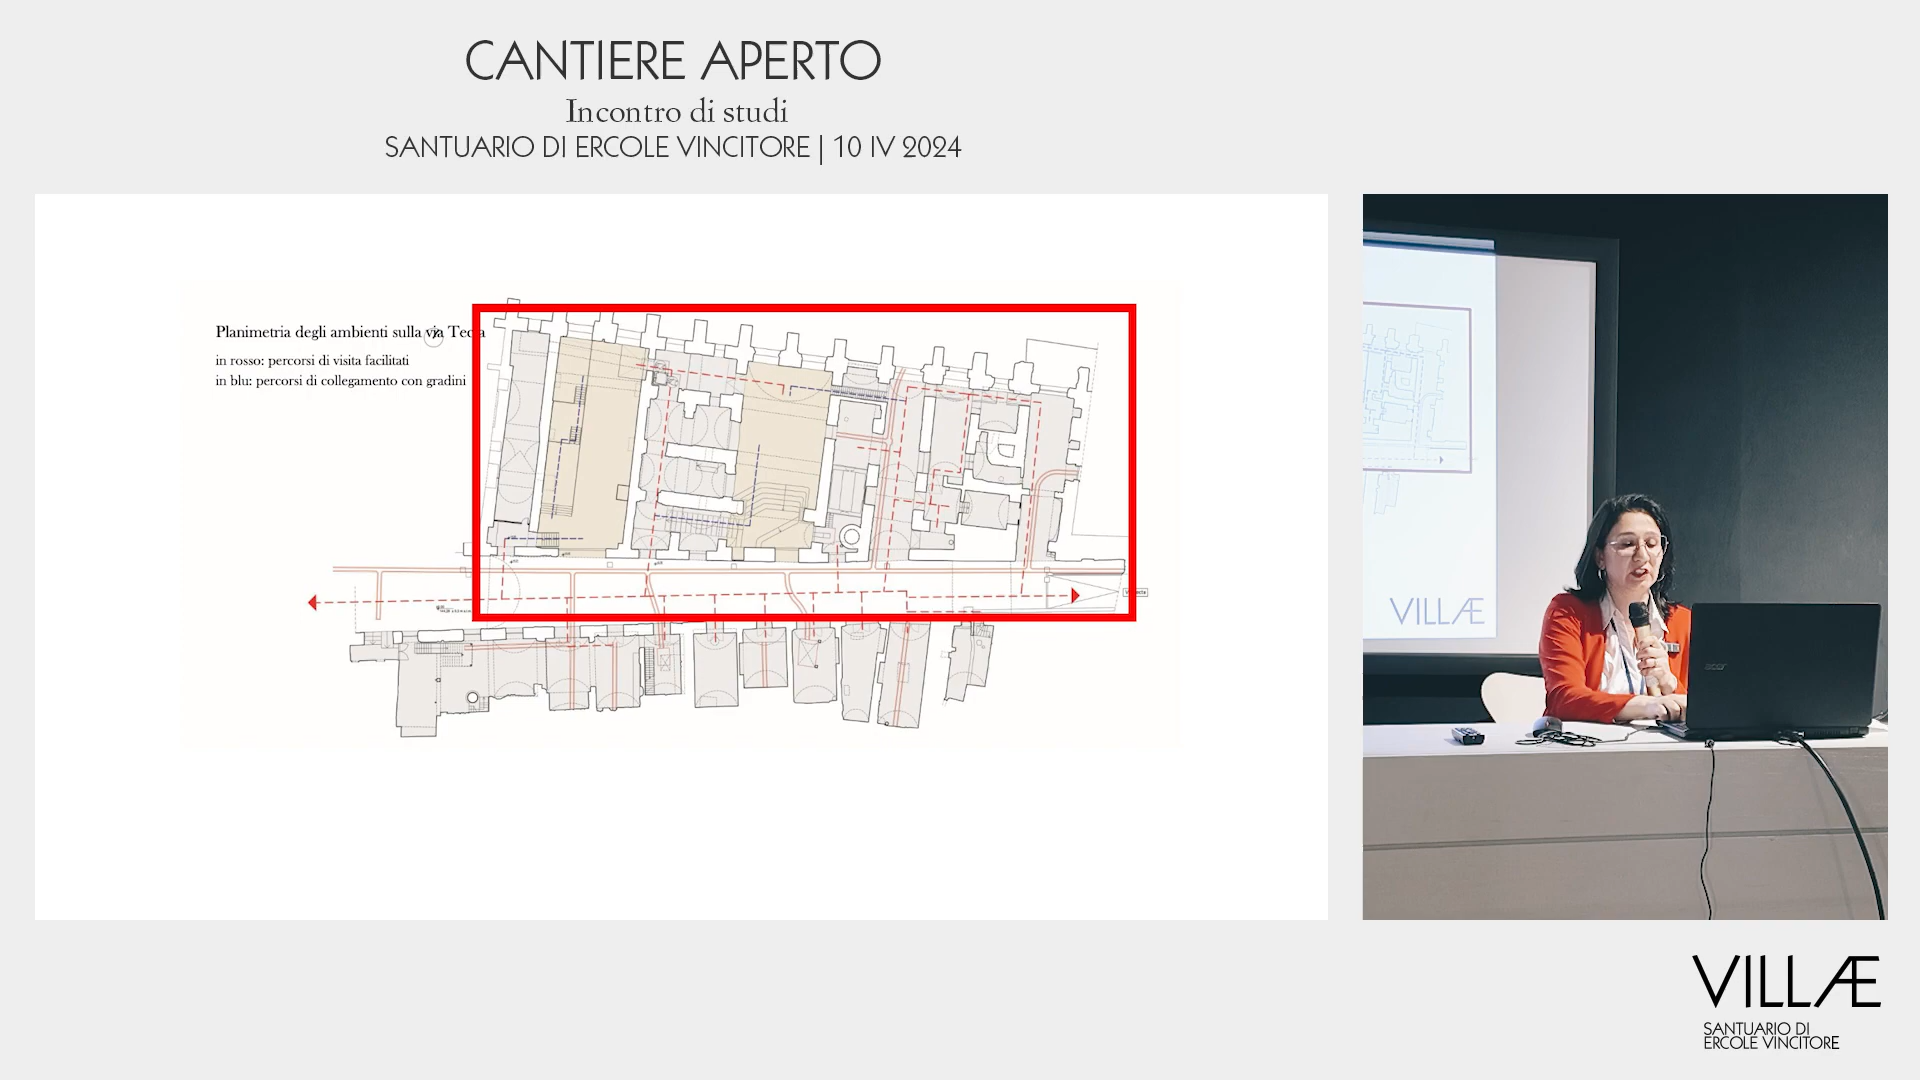 CANTIERE APERTO
Incontro di studi
SANTUARIO DI ERCOLE VINCITORE | 10 IV 2024
Planimetria degli ambienti sulla via Tecta
in rosso: percorsi di visita facilitati
in blu: percorsi di collegamento con gradini
VILLÆ
acer
VILLÆ
SANTUARIO DI
ERCOLE VINCITORE